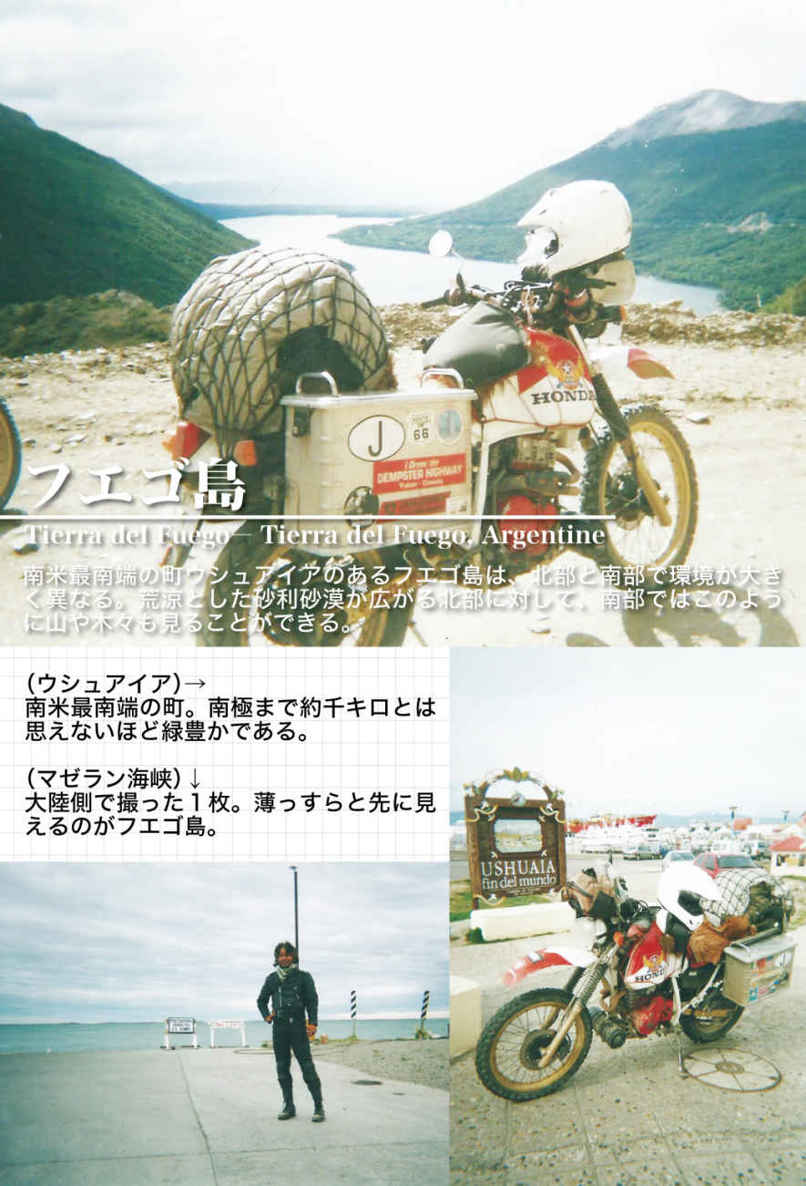 J
66
I Drove the
DEMPSTER HIGHWAY
Yukon - Canada
HONDA
フエゴ島
Tierra del Fuego— Tierra del Fuego, Argentine
南米最南端の町ウシュアイアのあるフエゴ島は、北部と南部で環境が大き
く異なる。荒涼とした砂利砂漠が広がる北部に対して、南部ではこのよう
に山や木々も見ることができる。
（ウシュアイア）→
南米最南端の町。南極まで約千キロとは
思えないほど緑豊かである。
（マゼラン海峡）↓
大陸側で撮った１枚。薄っすらと先に見
えるのがフエゴ島。
USHUAIA
fin del mundo
HONDA
J